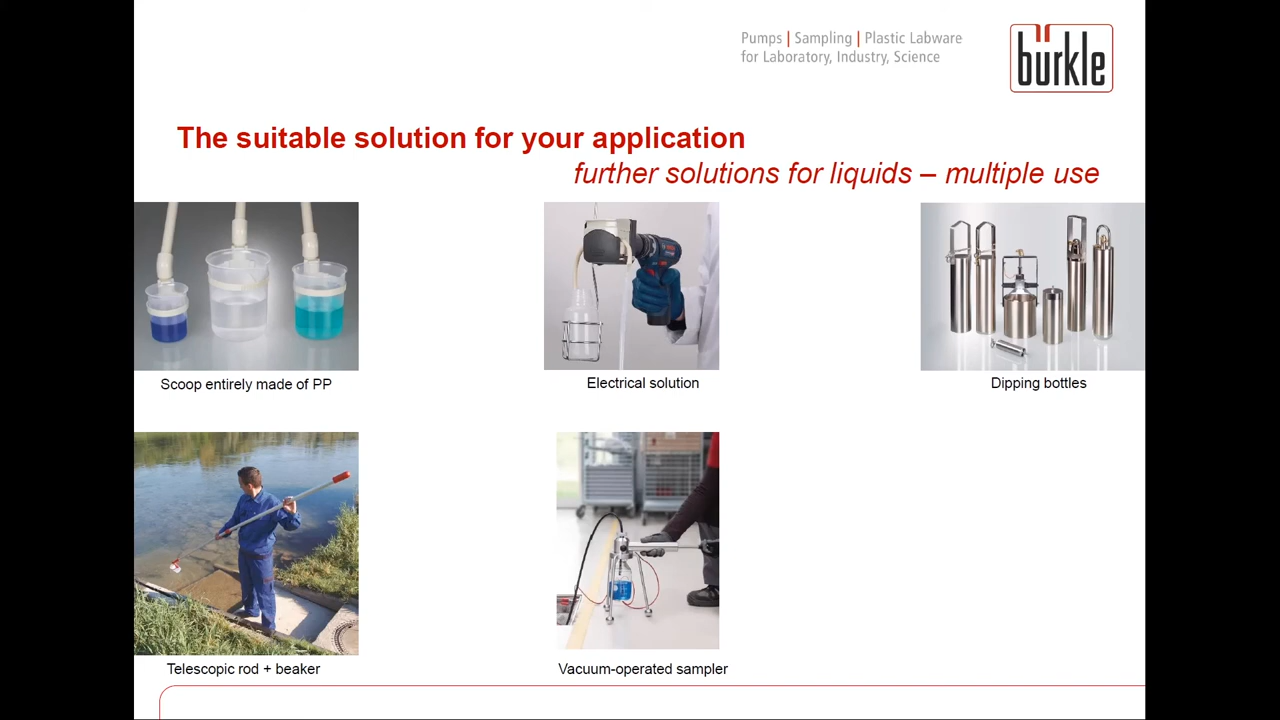 Pumps | Sampling | Plastic Labware
for Laboratory, Industry, Science
bürkle
The suitable solution for your application
further solutions for liquids – multiple use
Scoop entirely made of PP
Electrical solution
Dipping bottles
Telescopic rod + beaker
Vacuum-operated sampler